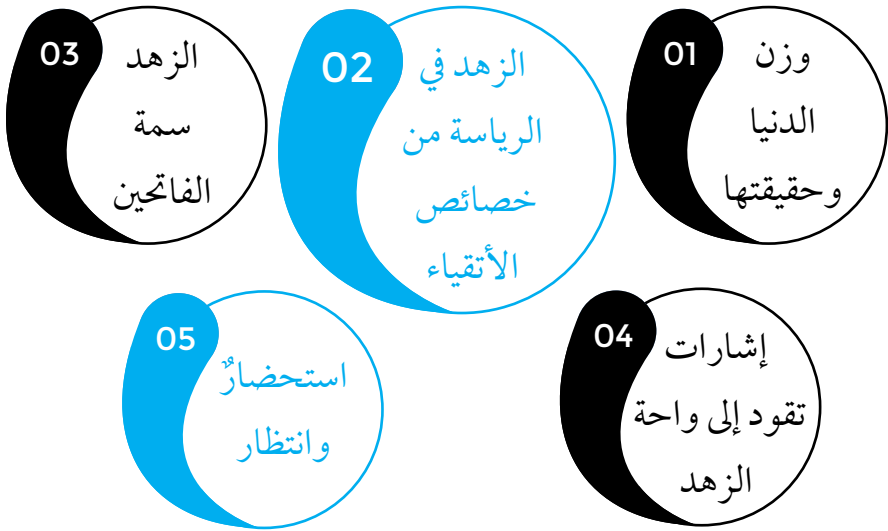 01
وزن
الدنيا
وحقيقتها
02
الزهد في
الرياسة من
خصائص
الأتقياء
03
الزهد
سمة
الفاتحين
04
إشارات
تقود إلى واحة
الزهد
05
استحضارٌ
وانتظار